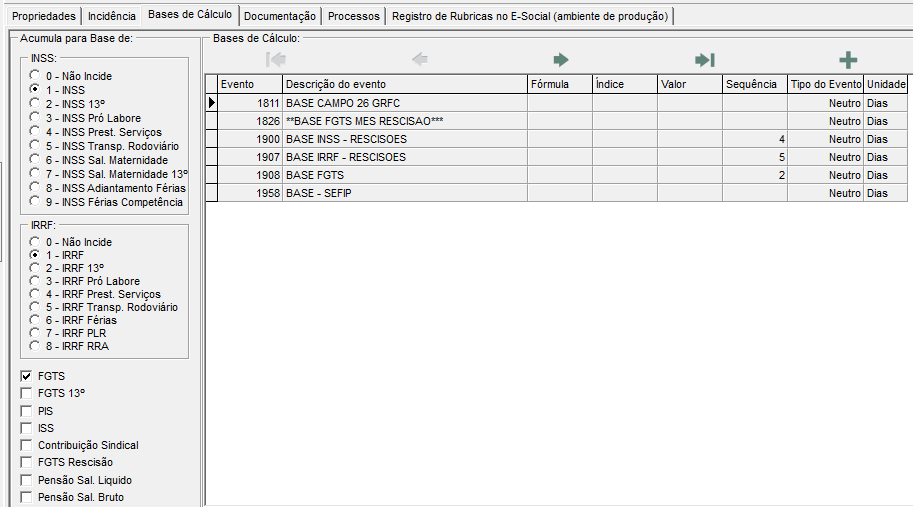 Propriedades Incidência Bases de Cálculo Documentação Processos Registro de Rubricas no E-Social (ambiente de produção)
Acumula para Base de:
INSS:
0 - Não Incide
1 - INSS
2 - INSS 13º
3 - INSS Pró Labore
4 - INSS Prest. Serviços
5 - INSS Transp. Rodoviário
6 - INSS Sal. Maternidade
7 - INSS Sal. Maternidade 13º
8 - INSS Adiantamento Férias
9 - INSS Férias Competência
IRRF:
0 - Não Incide
1 - IRRF
2 - IRRF 13º
3 - IRRF Pró Labore
4 - IRRF Prest. Serviços
5 - IRRF Transp. Rodoviário
6 - IRRF Férias
7 - IRRF PLR
8 - IRRF RRA
FGTS
FGTS 13º
PIS
ISS
Contribuição Sindical
FGTS Rescisão
Pensão Sal. Liquido
Pensão Sal. Bruto
Bases de Cálculo:
Evento Descrição do evento Fórmula Índice Valor Sequência Tipo do Evento Unidade
1811 BASE CAMPO 26 GRFC Neutro Dias
1826 **BASE FGTS MES RESCISAO*** Neutro Dias
1900 BASE INSS - RESCISOES 4 Neutro Dias
1907 BASE IRRF - RESCISOES 5 Neutro Dias
1908 BASE FGTS 2 Neutro Dias
1958 BASE - SEFIP Neutro Dias